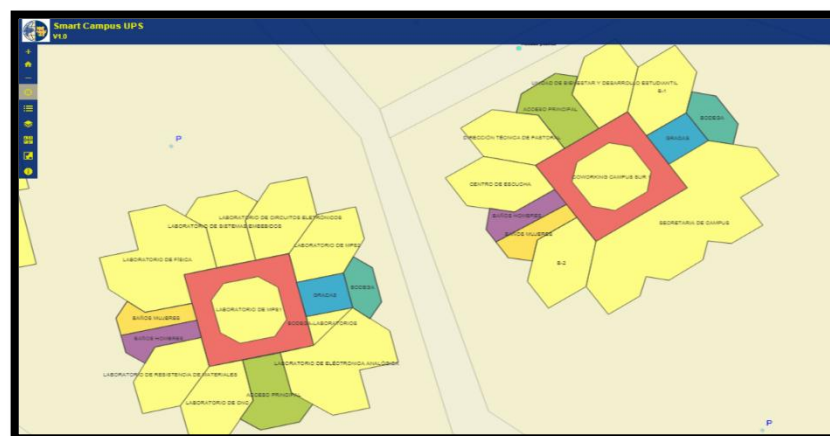 Smart Campus UPS
V1.0
UNIDAD DE BIENESTAR Y DESARROLLO ESTUDIANTIL
B-1
BODEGA
ACCESO PRINCIPAL
DIRECCIÓN TÉCNICA DE PASTORAL
GRADAS
P
CENTRO DE ESCUCHA
COWORKING CAMPUS SUR
BAÑOS HOMBRES
SECRETARIA DE CAMPUS
BAÑOS MUJERES
B-2
LABORATORIO DE CIRCUITOS ELETRÓNICOS
LABORATORIO DE SISTEMAS EMBEBIDOS
LABORATORIO DE MPS2
LABORATORIO DE FÍSICA
BODEGA
GRADAS
LABORATORIO DE MPS1
BAÑOS MUJERES
BODEGA LABORATORIOS
BAÑOS HOMBRES
LABORATORIO DE ELECTRÓNICA ANALÓGICA
LABORATORIO DE RESISTENCIA DE MATERIALES
ACCESO PRINCIPAL
LABORATORIO DE CNC
P